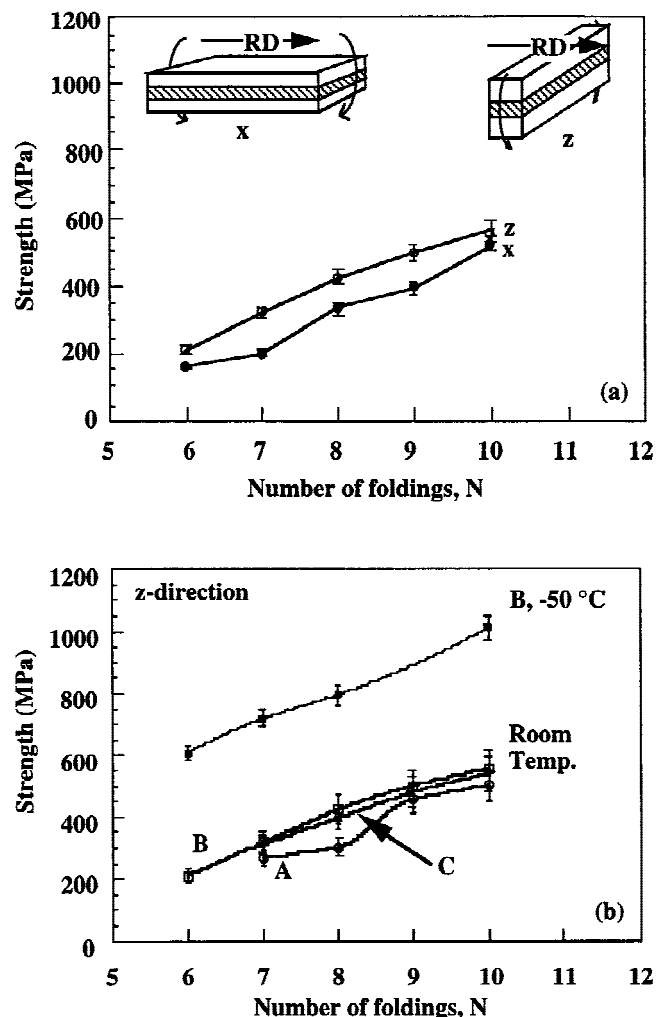 1200
1000
800
600
400
200
0
Strength (MPa)
RD
x
RD
z
z
x
(a)
5 6 7 8 9 10 11 12
Number of foldings, N
1200
1000
800
600
400
200
0
Strength (MPa)
z-direction
B, -50 °C
Room
Temp.
B
A
C
(b)
5 6 7 8 9 10 11 12
Number of foldings, N